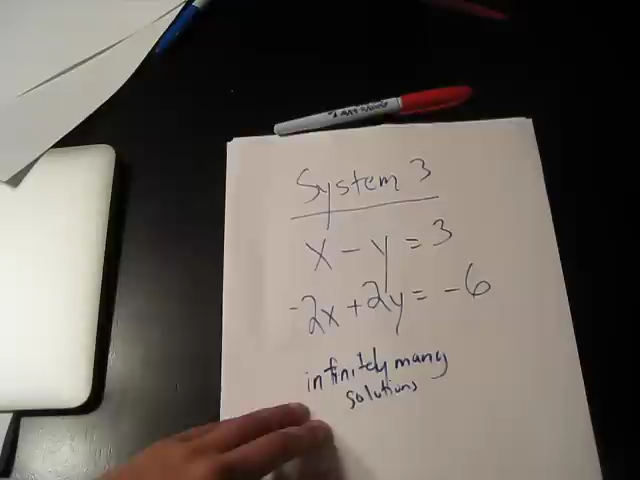 System 3
x - y = 3
-2x + 2y = -6
infinitely many
solutions